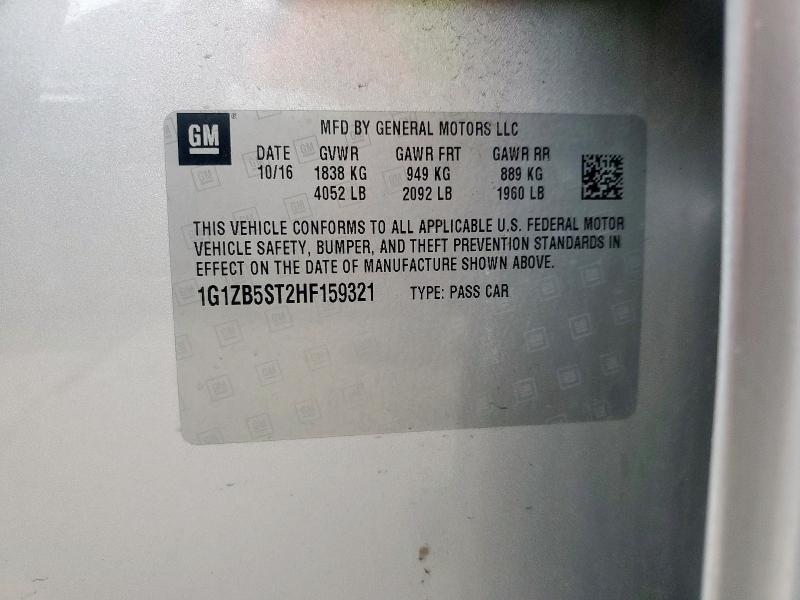 GM ®
MFD BY GENERAL MOTORS LLC
DATE GVWR GAWR FRT GAWR RR
10/16 1838 KG 949 KG 889 KG
4052 LB 2092 LB 1960 LB
THIS VEHICLE CONFORMS TO ALL APPLICABLE U.S. FEDERAL MOTOR
VEHICLE SAFETY, BUMPER, AND THEFT PREVENTION STANDARDS IN
EFFECT ON THE DATE OF MANUFACTURE SHOWN ABOVE.
1G1ZB5ST2HF159321 TYPE: PASS CAR